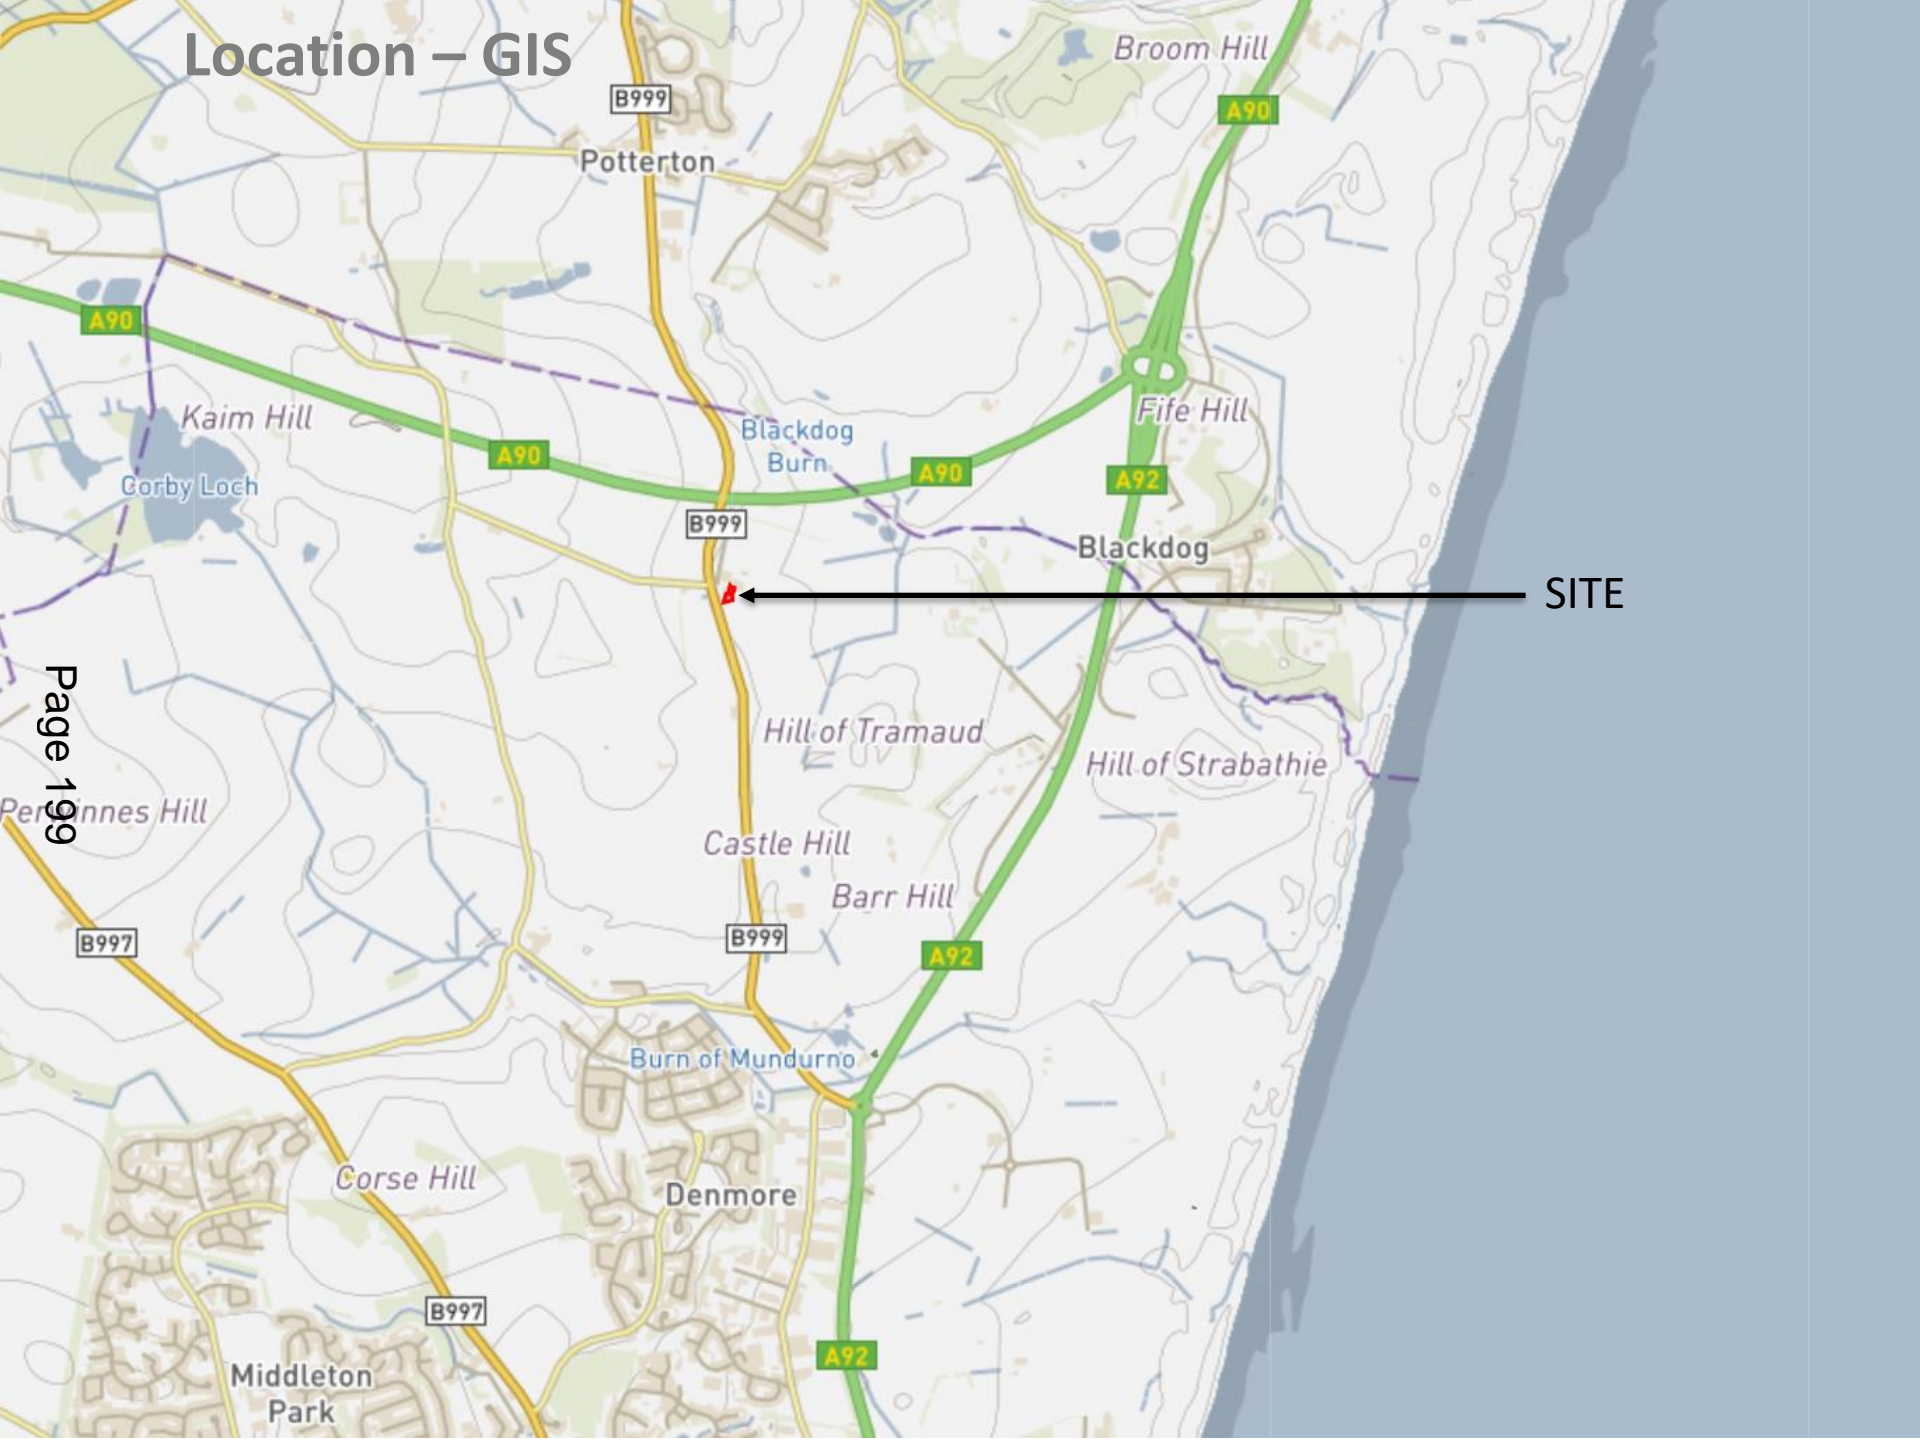 Location – GIS
Broom Hill
B999
A90
Potterton
A90
Kaim Hill
Fife Hill
Blackdog
Burn
A90
A90
A92
Corby Loch
B999
Blackdog
SITE
Page 199
Hill of Tramaud
Hill of Strabathie
Perwinnes Hill
Castle Hill
Barr Hill
B997
B999
A92
Burn of Mundurno
Corse Hill
Denmore
B997
A92
Middleton
Park